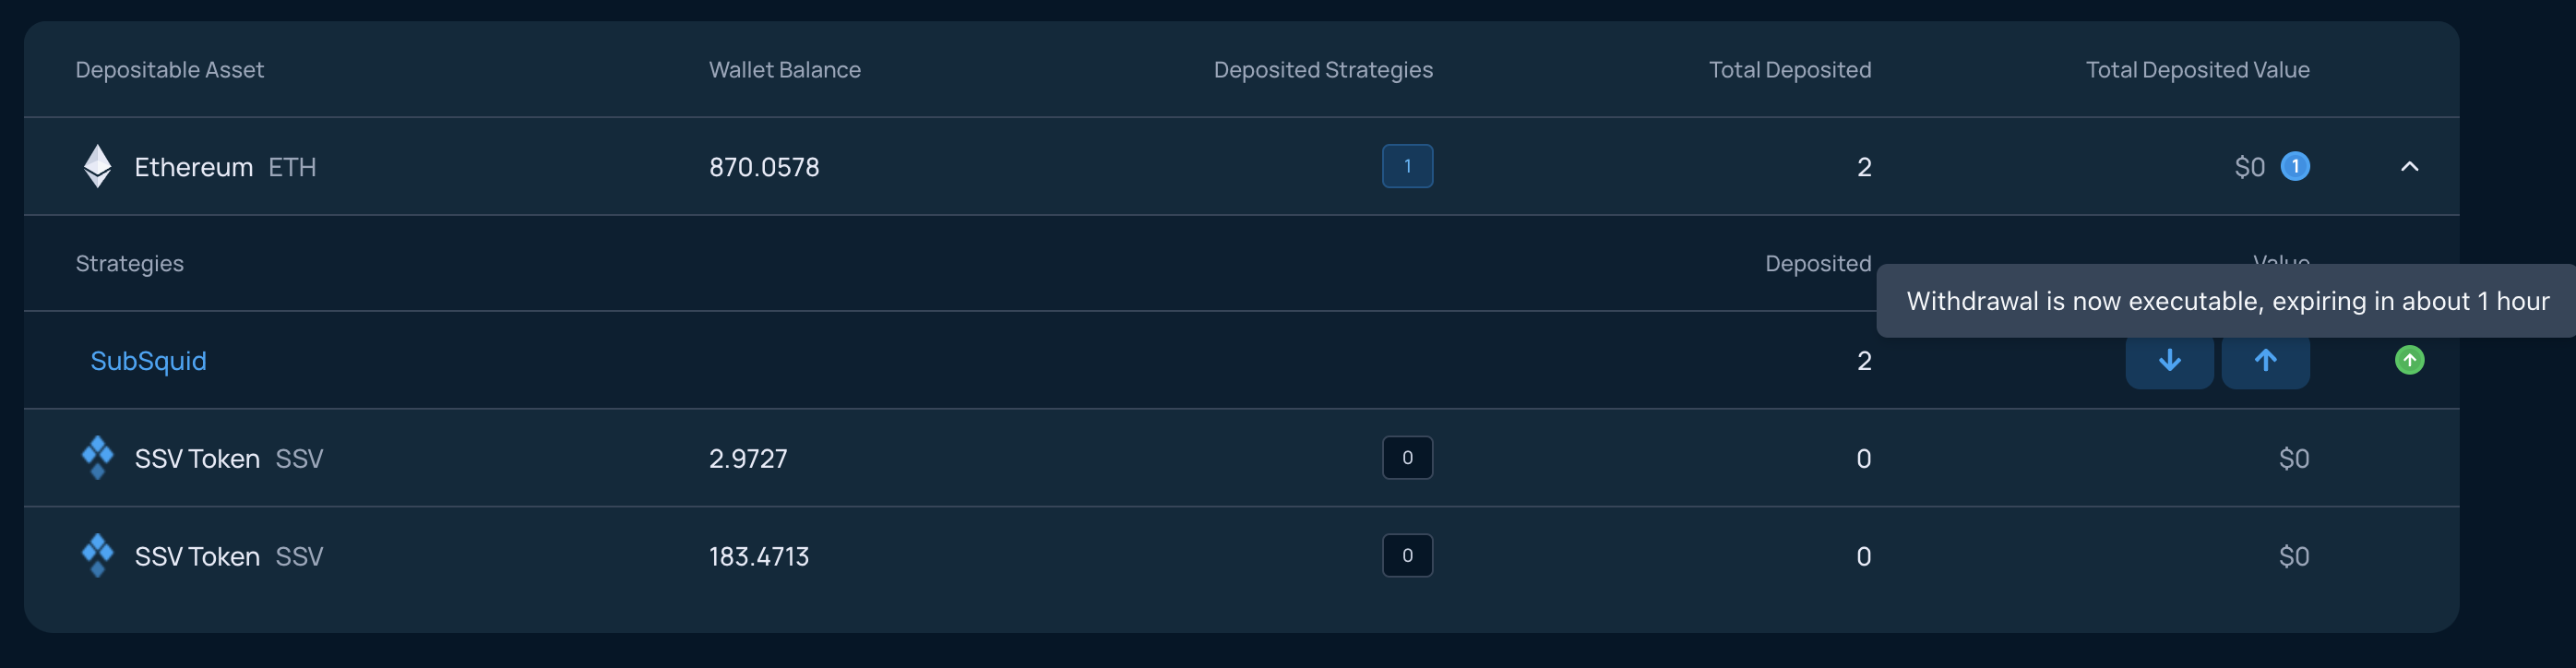 Depositable Asset Wallet Balance Deposited Strategies Total Deposited Total Deposited Value
Ethereum ETH 870.0578 1 2 $0 1
Strategies Deposited Value
Withdrawal is now executable, expiring in about 1 hour
SubSquid 2
SSV Token SSV 2.9727 0 0 $0
SSV Token SSV 183.4713 0 0 $0